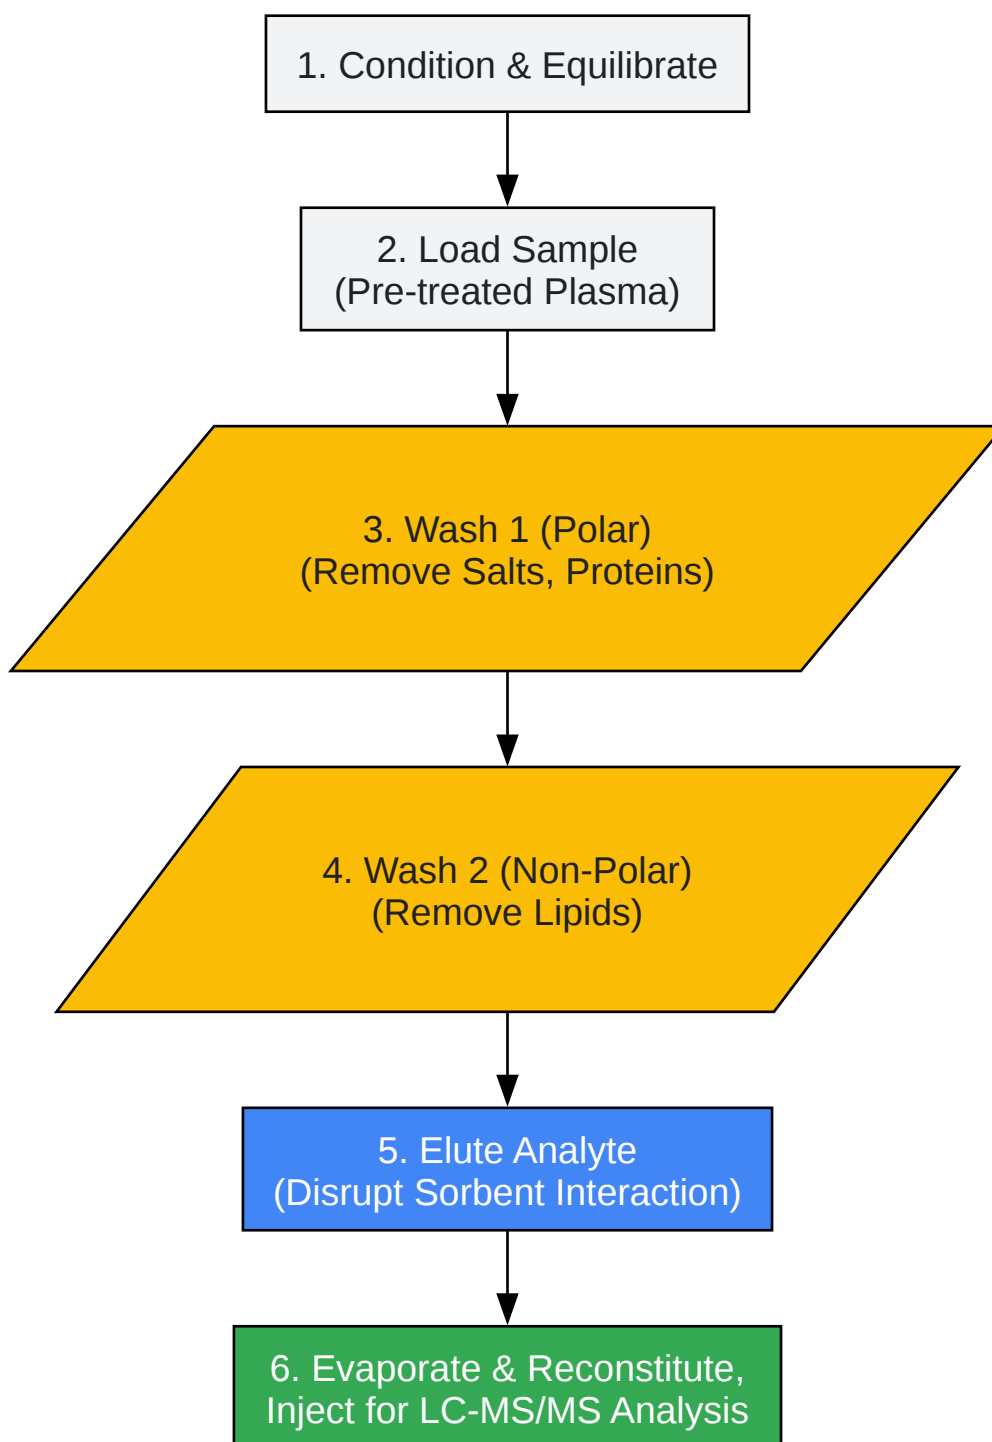 1. Condition & Equilibrate
2. Load Sample
(Pre-treated Plasma)
3. Wash 1 (Polar)
(Remove Salts, Proteins)
4. Wash 2 (Non-Polar)
(Remove Lipids)
5. Elute Analyte
(Disrupt Sorbent Interaction)
6. Evaporate & Reconstitute,
Inject for LC-MS/MS Analysis